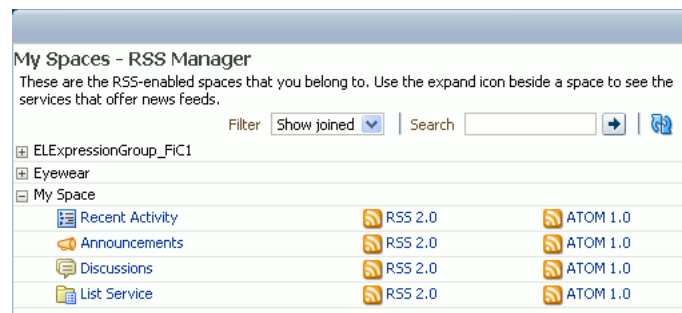 My Spaces - RSS Manager
These are the RSS-enabled spaces that you belong to. Use the expand icon beside a space to see the
services that offer news feeds.
Filter Show joined Search
ELExpressionGroup_FiC1
Eyewear
My Space
Recent Activity RSS 2.0 ATOM 1.0
Announcements RSS 2.0 ATOM 1.0
Discussions RSS 2.0 ATOM 1.0
List Service RSS 2.0 ATOM 1.0